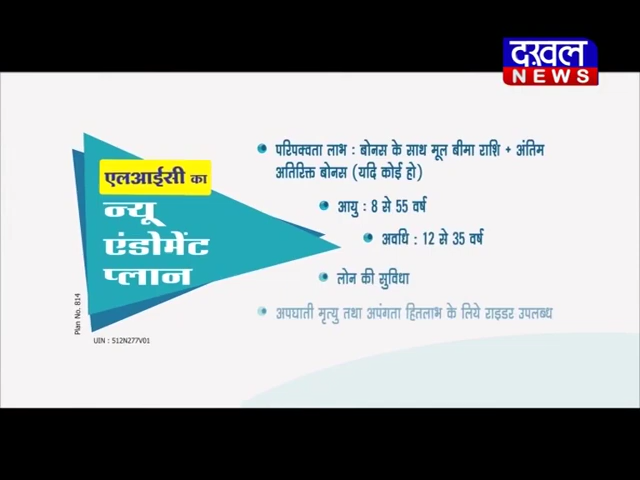 दख़ल
NEWS
परिपक्वता लाभ : बोनस के साथ मूल बीमा राशि + अंतिम
अतिरिक्त बोनस (यदि कोई हो)
एलआईसी का
न्यू
एंडोमेंट
प्लान
आयु : 8 से 55 वर्ष
अवधि : 12 से 35 वर्ष
लोन की सुविधा
अपघाती मृत्यु तथा अपंगता हितलाभ के लिये राइडर उपलब्ध
Plan No. 814
UIN : 512N277V01